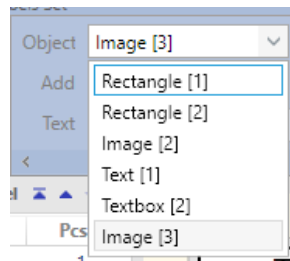 Object Image [3]
Add Rectangle [1]
Rectangle [2]
Text Image [2]
Text [1]
Textbox [2]
Pcs Image [3]